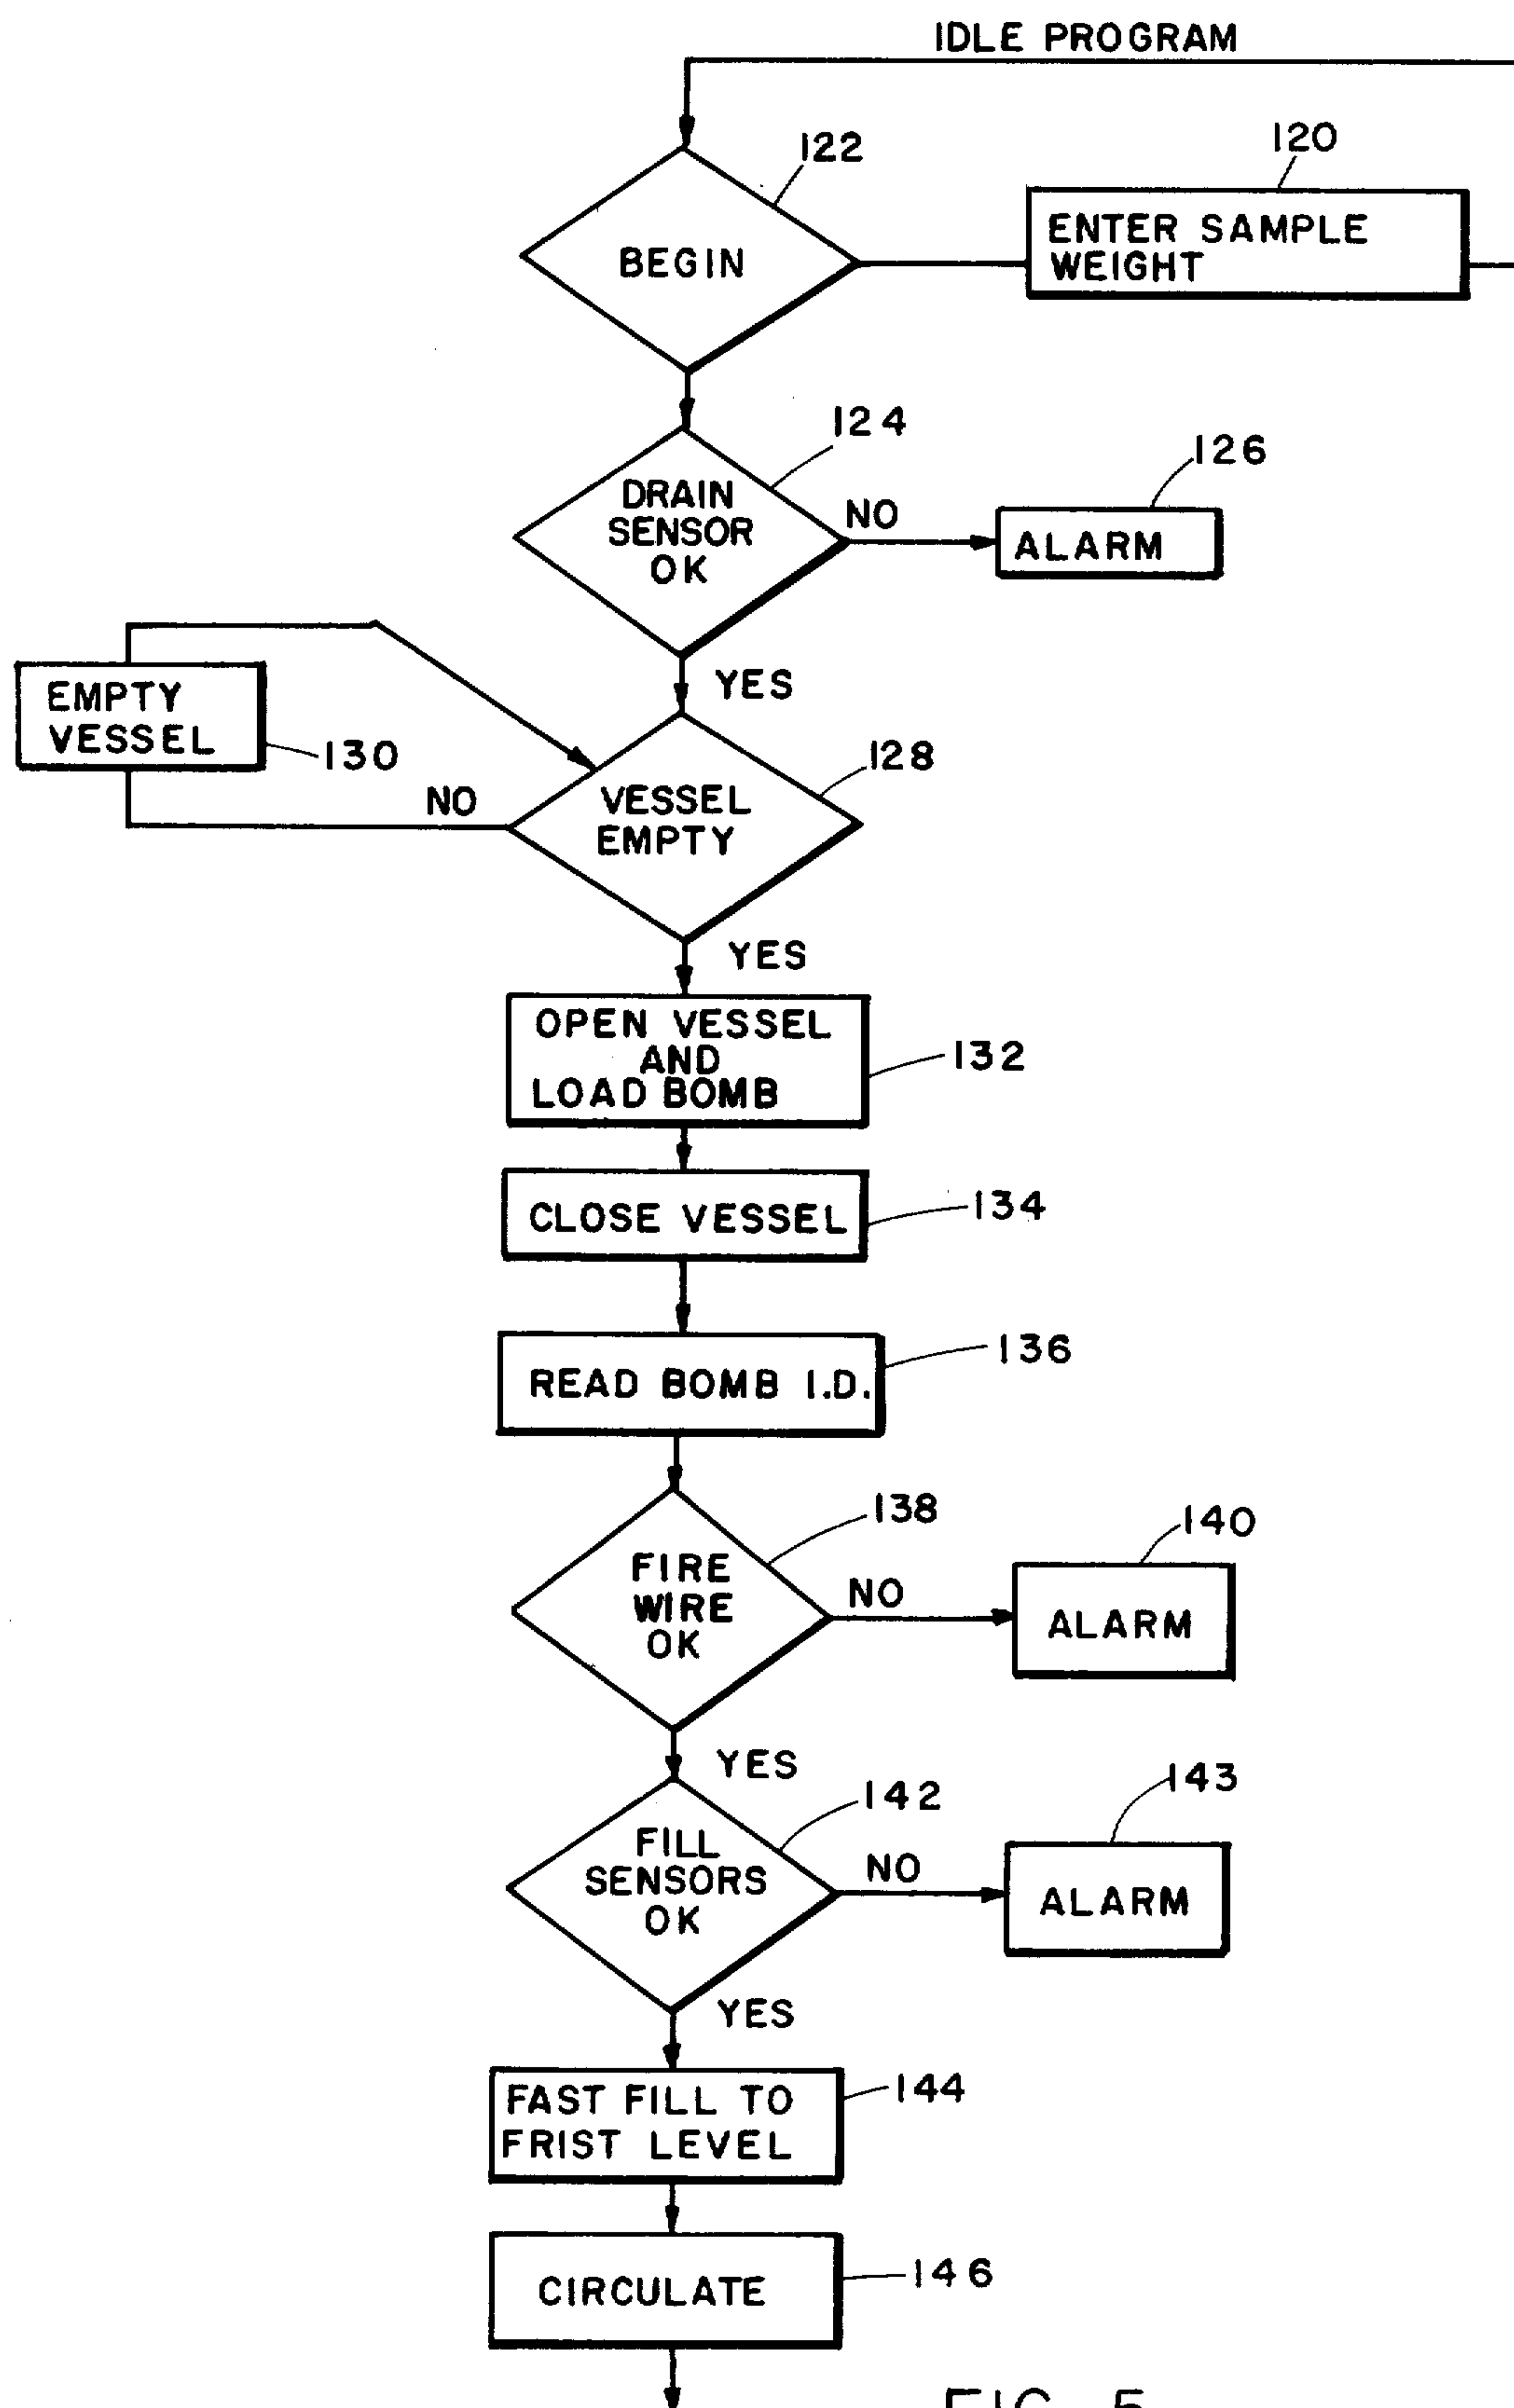 IDLE PROGRAM
122
120
BEGIN
ENTER SAMPLE
WEIGHT
124
126
DRAIN
SENSOR
OK
NO
ALARM
YES
EMPTY
VESSEL
130
128
NO
VESSEL
EMPTY
YES
OPEN VESSEL
AND
LOAD BOMB
132
CLOSE VESSEL
134
READ BOMB I.D.
136
138
140
FIRE
WIRE
OK
NO
ALARM
YES
142
143
FILL
SENSORS
OK
NO
ALARM
YES
FAST FILL TO
FRIST LEVEL
144
CIRCULATE
146
FIG. 5